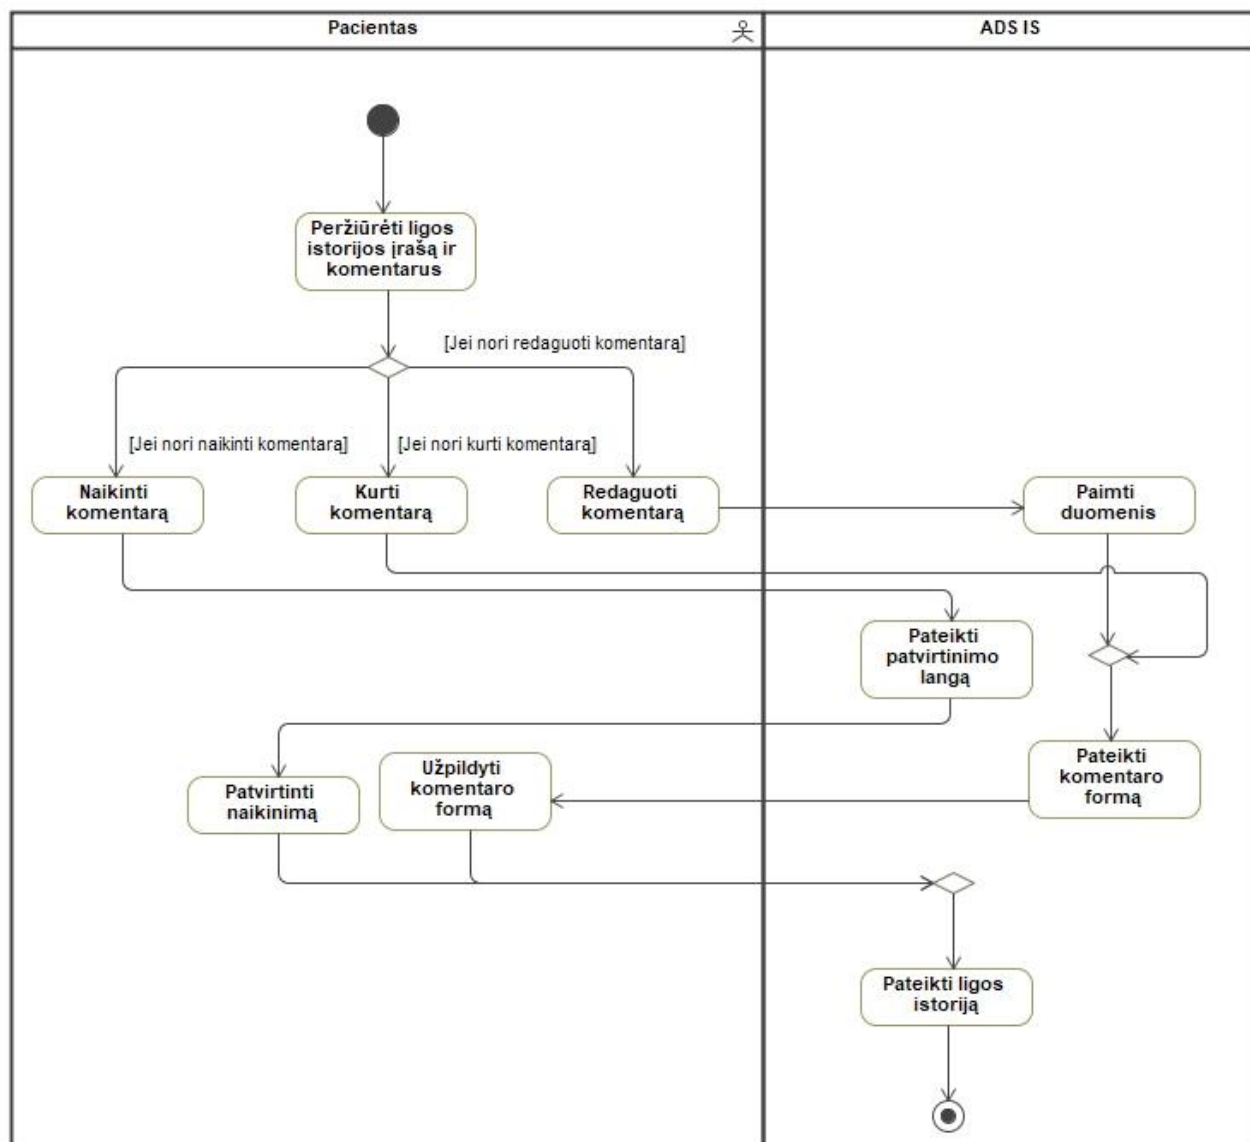 Pacientas
ADS IS
Peržiūrėti ligos
istorijos įrašą ir
komentarus
[Jei nori redaguoti komentarą]
[Jei nori naikinti komentarą]
[Jei nori kurti komentarą]
Naikinti
komentarą
Kurti
komentarą
Redaguoti
komentarą
Paimti
duomenis
Pateikti
patvirtinimo
langą
Pateikti
komentaro
formą
Užpildyti
komentaro
formą
Patvirtinti
naikinimą
Pateikti ligos
istoriją